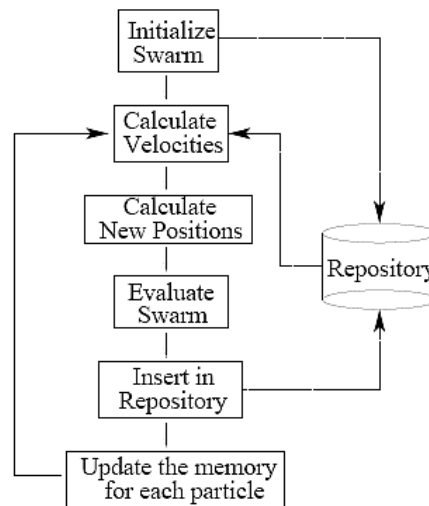 Initialize
Swarm
Calculate
Velocities
Calculate
New Positions
Repository
Evaluate
Swarm
Insert in
Repository
Update the memory
for each particle